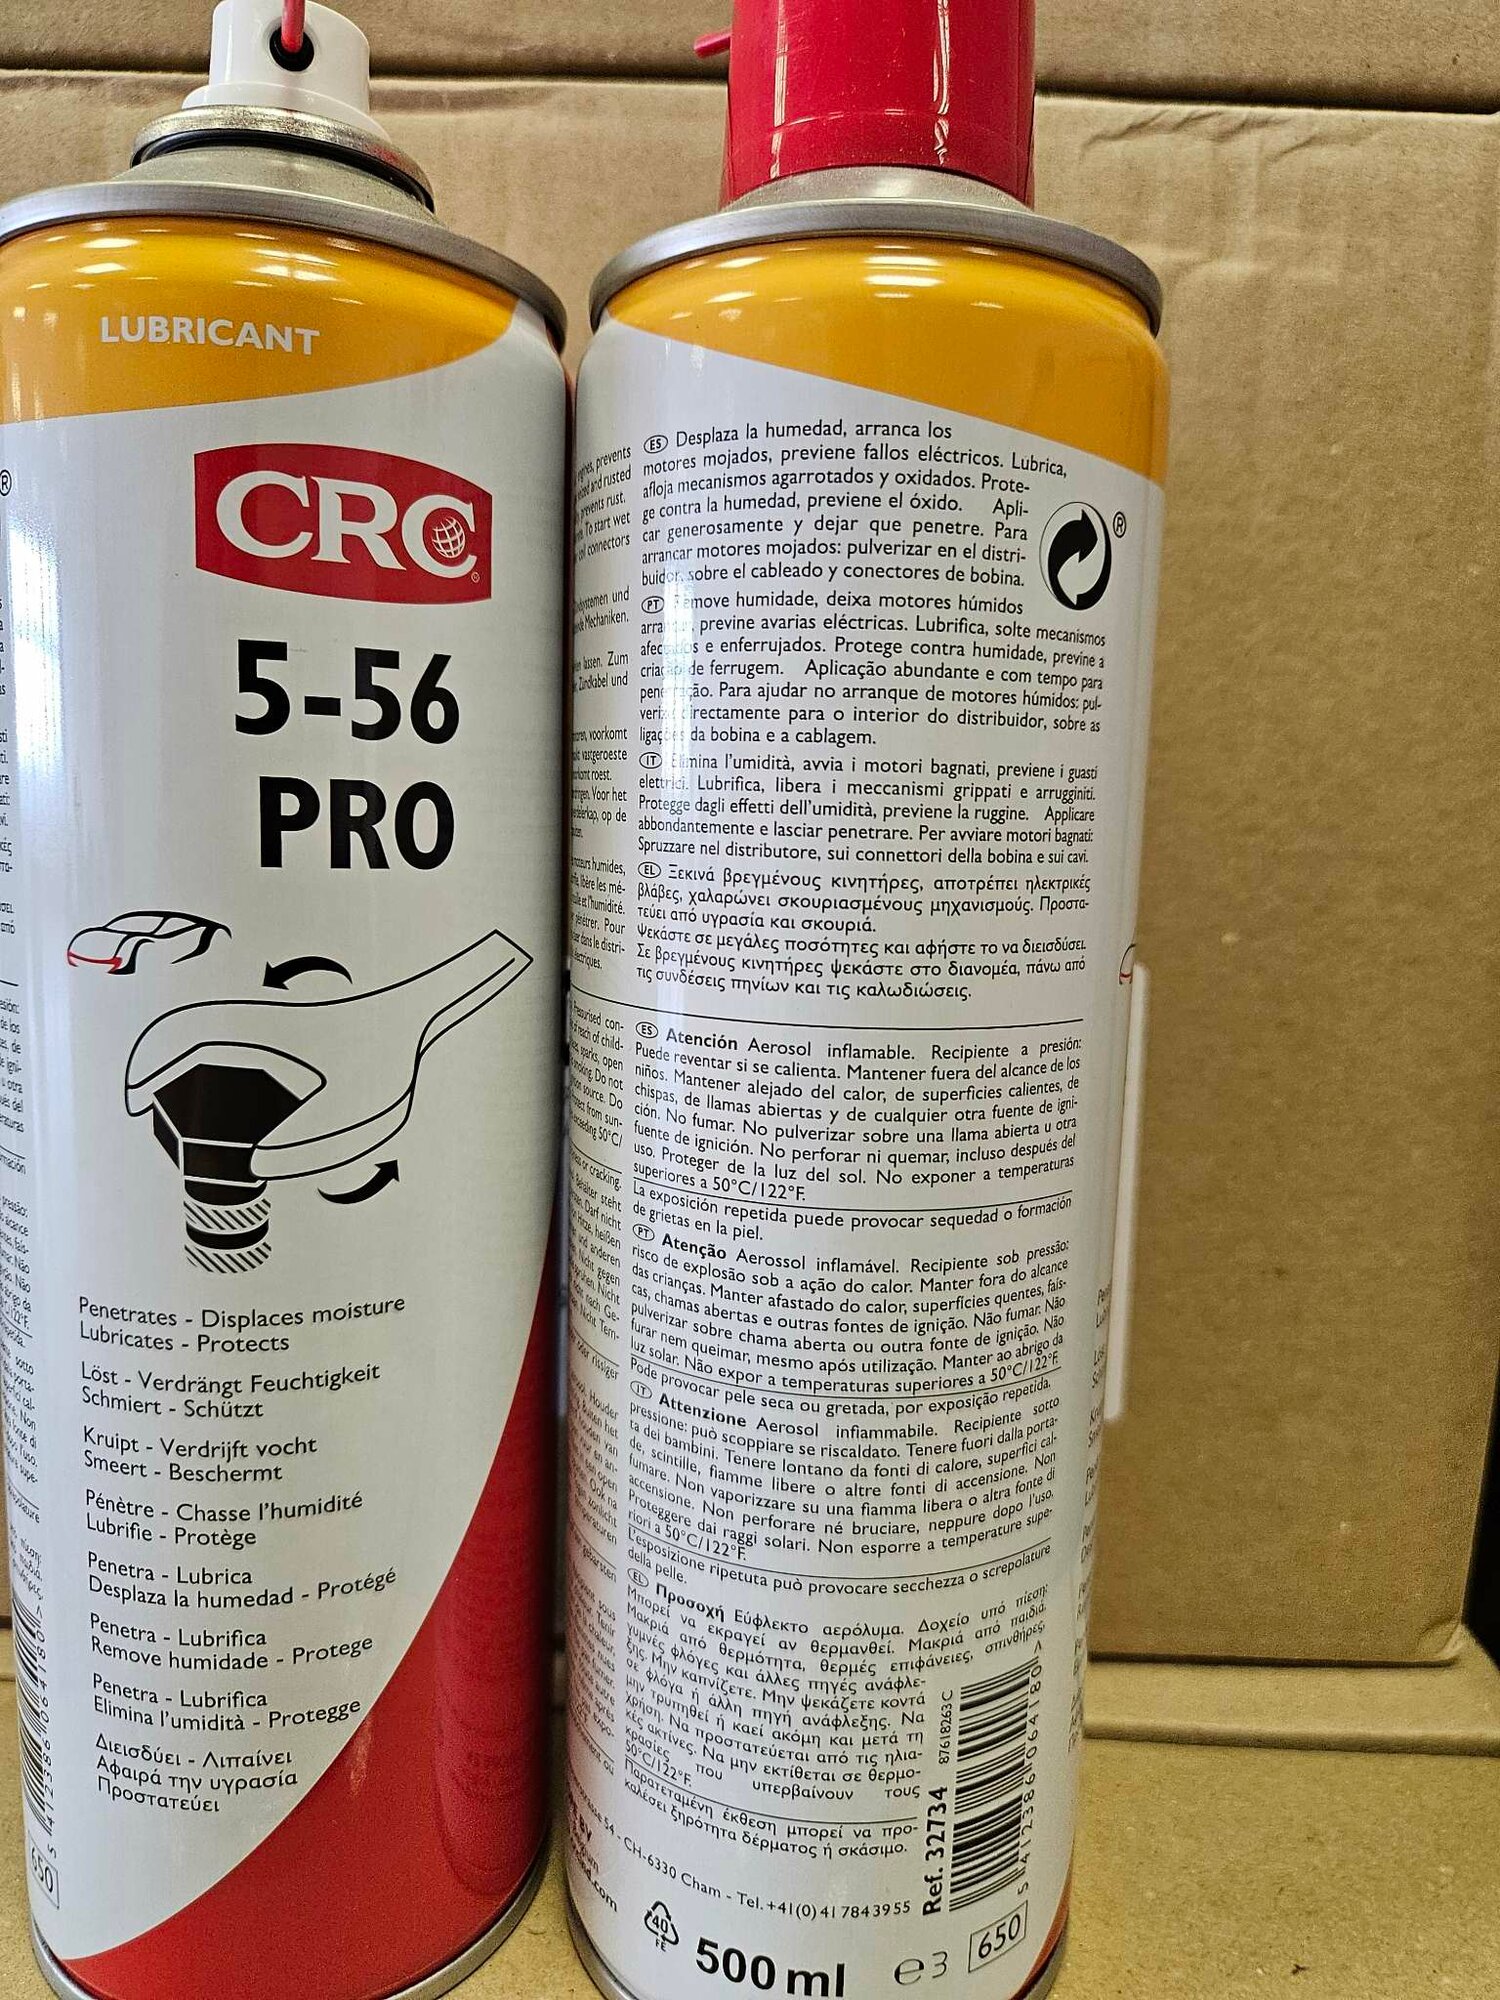 LUBRICANT
CRC
5-56
PRO
Penetrates - Displaces moisture
Lubricates - Protects
Löst - Verdrängt Feuchtigkeit
Schmiert - Schützt
Kruipt - Verdrijft vocht
Smeert - Beschermt
Pénètre - Chasse l'humidité
Lubrifie - Protège
Penetra - Lubrica
Desplaza la humedad - Protégé
Penetra - Lubrifica
Remove humidade - Protege
Penetra - Lubrifica
Elimina l'umidità - Protegge
Διεισδύει - Λιπαίνει
Αφαιρά την υγρασία
Προστατεύει
650
ES Desplaza la humedad, arranca los
motores mojados, previene fallos eléctricos. Lubrica,
afloja mecanismos agarrotados y oxidados. Prote-
ge contra la humedad, previene el óxido. Apli-
car generosamente y dejar que penetre. Para
arrancar motores mojados: pulverizar en el distri-
buidor, sobre el cableado y conectores de bobina.
®
PT Remove humidade, deixa motores húmidos
previne avarias eléctricas. Lubrifica, solte mecanismos
e enferrujados. Protege contra humidade, previne a
criação de ferrugem. Aplicação abundante e com tempo para
penetração. Para ajudar no arranque de motores húmidos: pul-
verizar directamente para o interior do distribuidor, sobre as
ligações da bobina e a cablagem.
IT Elimina l'umidità, avvia i motori bagnati, previene i guasti
elettrici. Lubrifica, libera i meccanismi grippati e arrugginiti.
Protegge dagli effetti dell'umidità, previene la ruggine. Applicare
abbondantemente e lasciar penetrare. Per avviare motori bagnati:
Spruzzare nel distributore, sui connettori della bobina e sui cavi.
EL Ξεκινά βρεγμένους κινητήρες, αποτρέπει ηλεκτρικές
βλάβες, χαλαρώνει σκουριασμένους μηχανισμούς. Προστα-
τεύει από υγρασία και σκουριά.
Ψεκάστε σε μεγάλες ποσότητες και αφήστε το να διεισδύσει.
Σε βρεγμένους κινητήρες ψεκάστε στο διανομέα, πάνω από
τις συνδέσεις πηνίων και τις καλωδιώσεις.
ES Atención Aerosol inflamable. Recipiente a presión:
Puede reventar si se calienta. Mantener fuera del alcance de los
niños. Mantener alejado del calor, de superficies calientes, de
chispas, de llamas abiertas y de cualquier otra fuente de igni-
ción. No fumar. No pulverizar sobre una llama abierta u otra
fuente de ignición. No perforar ni quemar, incluso después del
uso. Proteger de la luz del sol. No exponer a temperaturas
superiores a 50°C/122°F.
La exposición repetida puede provocar sequedad o formación
de grietas en la piel.
PT Atenção Aerossol inflamável. Recipiente sob pressão:
risco de explosão sob a ação do calor. Manter fora do alcance
das crianças. Manter afastado do calor, superfícies quentes, faís-
cas, chamas abertas e outras fontes de ignição. Não fumar. Não
pulverizar sobre chama aberta ou outra fonte de ignição. Não
furar nem queimar, mesmo após utilização. Manter ao abrigo da
luz solar. Não expor a temperaturas superiores a 50°C/122°F.
Pode provocar pele seca ou gretada, por exposição repetida.
IT Attenzione Aerosol infiammabile. Recipiente sotto
pressione: può scoppiare se riscaldato. Tenere fuori dalla porta-
ta dei bambini. Tenere lontano da fonti di calore, superfici cal-
de, scintille, fiamme libere o altre fonti di accensione. Non
fumare. Non vaporizzare su una fiamma libera o altra fonte di
accensione. Non perforare né bruciare, neppure dopo l'uso.
Proteggere dai raggi solari. Non esporre a temperature supe-
riori a 50°C/122°F.
L'esposizione ripetuta può provocare secchezza o screpolature
della pelle.
EL Προσοχή Εύφλεκτο αερόλυμα. Δοχείο υπό πίεση:
Μπορεί να εκραγεί αν θερμανθεί. Μακριά από παιδιά.
Μακριά από θερμότητα, θερμές επιφάνειες, σπινθήρες,
γυμνές φλόγες και άλλες πηγές ανάφλε-
ξης. Μην καπνίζετε. Μην ψεκάζετε κοντά
σε φλόγα ή άλλη πηγή ανάφλεξης. Να
μην τρυπηθεί ή καεί ακόμη και μετά τη
χρήση. Να προστατεύεται από τις ηλια-
κές ακτίνες. Να μην εκτίθεται σε θερμο-
κρασίες που υπερβαίνουν τους
50°C/122°F.
Παρατεταμένη έκθεση μπορεί να προ-
καλέσει ξηρότητα δέρματος ή σκάσιμο.
54 - CH-6330 Cham - Tel.+41(0)417843955
Ref. 32734
87618263C
5 412386 064180 >
40
FE
500 ml
e 3
650